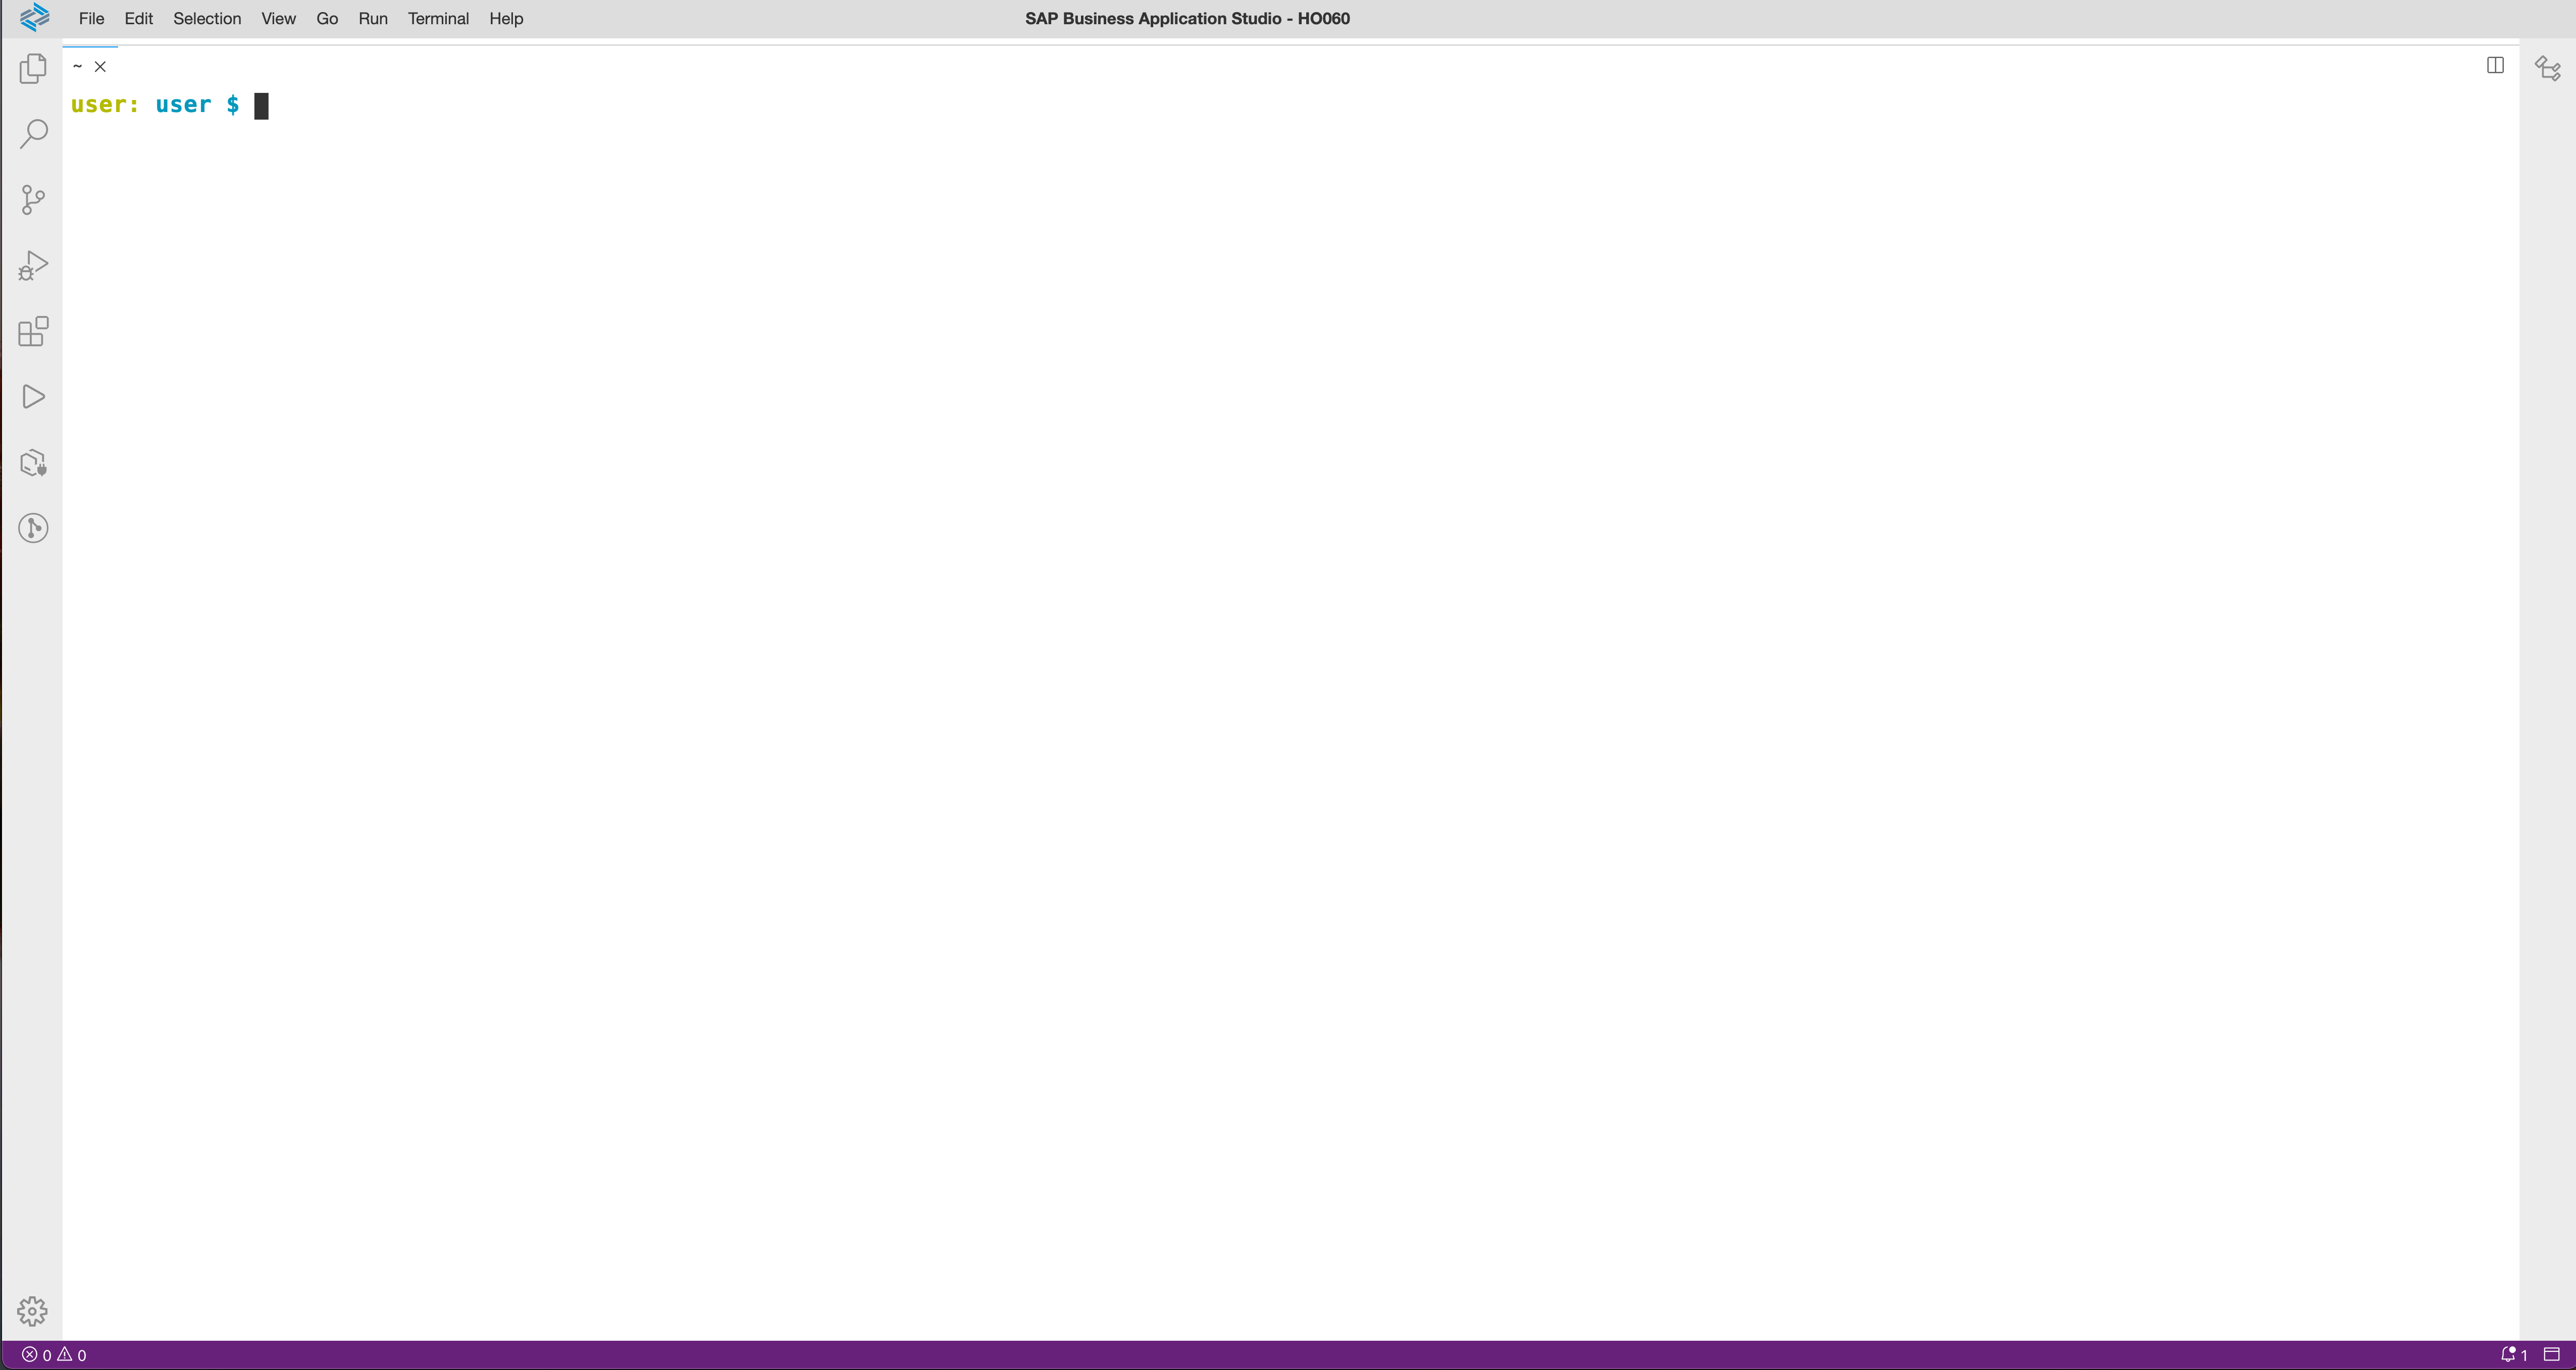 File Edit Selection View Go Run Terminal Help SAP Business Application Studio - HO060
~
user: user $
0 0 1